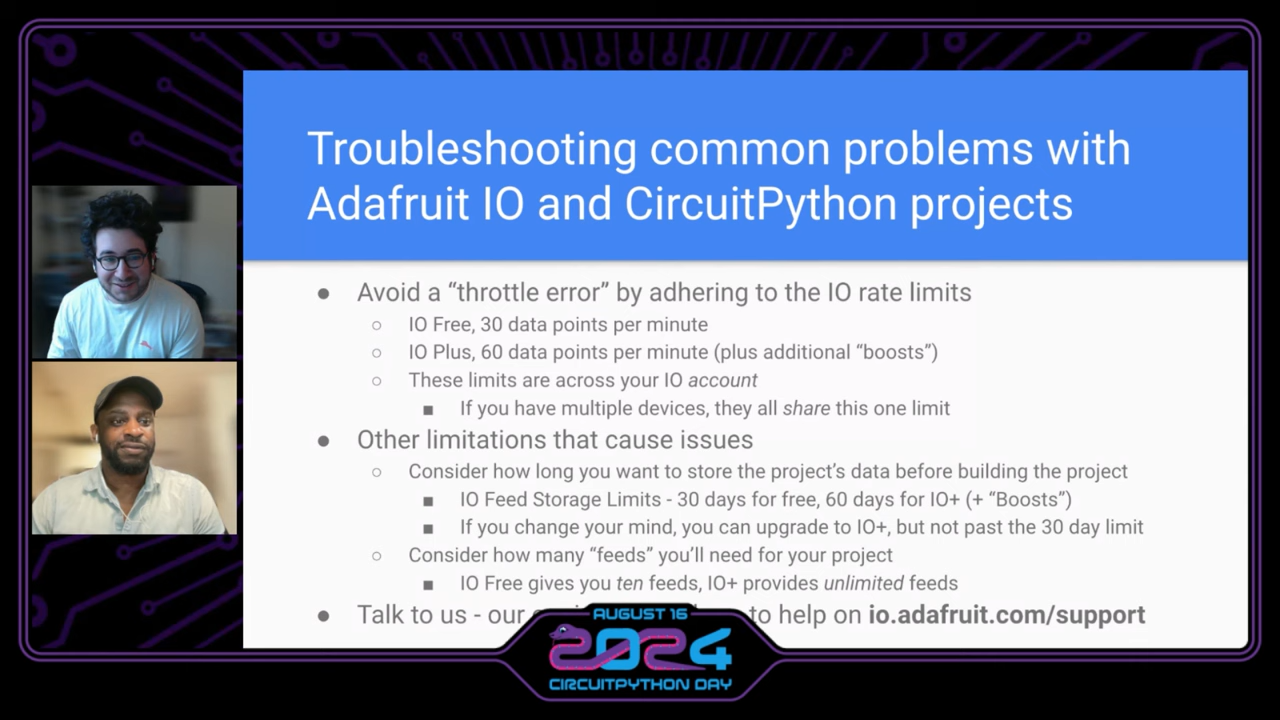 Troubleshooting common problems with
Adafruit IO and CircuitPython projects
● Avoid a “throttle error” by adhering to the IO rate limits
○ IO Free, 30 data points per minute
○ IO Plus, 60 data points per minute (plus additional “boosts”)
○ These limits are across your IO account
■ If you have multiple devices, they all share this one limit
● Other limitations that cause issues
○ Consider how long you want to store the project’s data before building the project
■ IO Feed Storage Limits - 30 days for free, 60 days for IO+ (+ “Boosts”)
■ If you change your mind, you can upgrade to IO+, but not past the 30 day limit
○ Consider how many “feeds” you’ll need for your project
■ IO Free gives you ten feeds, IO+ provides unlimited feeds
● Talk to us - our to help on io.adafruit.com/support
AUGUST 16
2024
CIRCUITPYTHON DAY